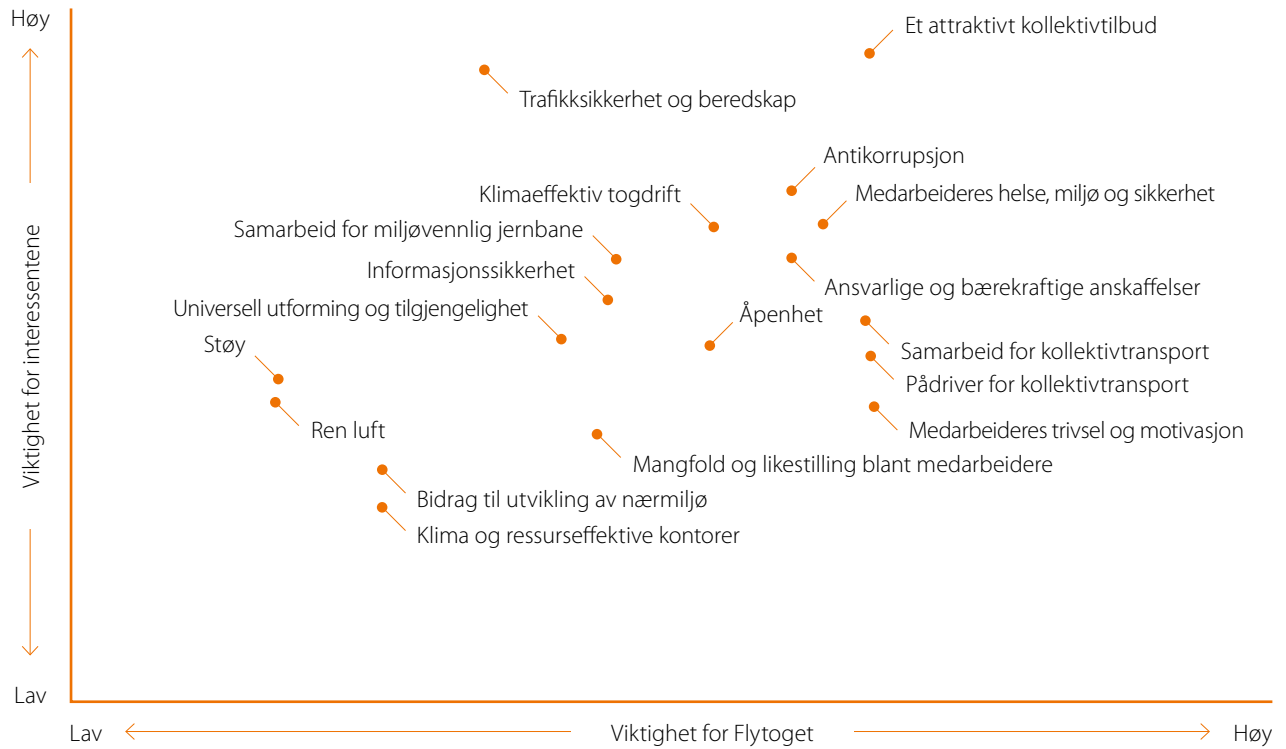 Høy
Et attraktivt kollektivtilbud
Trafikksikkerhet og beredskap
Antikorrupsjon
Klimaeffektiv togdrift
Medarbeideres helse, miljø og sikkerhet
Samarbeid for miljøvennlig jernbane
Informasjonssikkerhet
Ansvarlige og bærekraftige anskaffelser
Universell utforming og tilgjengelighet
Åpenhet
Støy
Samarbeid for kollektivtransport
Pådriver for kollektivtransport
Ren luft
Medarbeideres trivsel og motivasjon
Mangfold og likestilling blant medarbeidere
Bidrag til utvikling av nærmiljø
Klima og ressurseffektive kontorer
Viktighet for interessentene
Lav
Lav
Viktighet for Flytoget
Høy